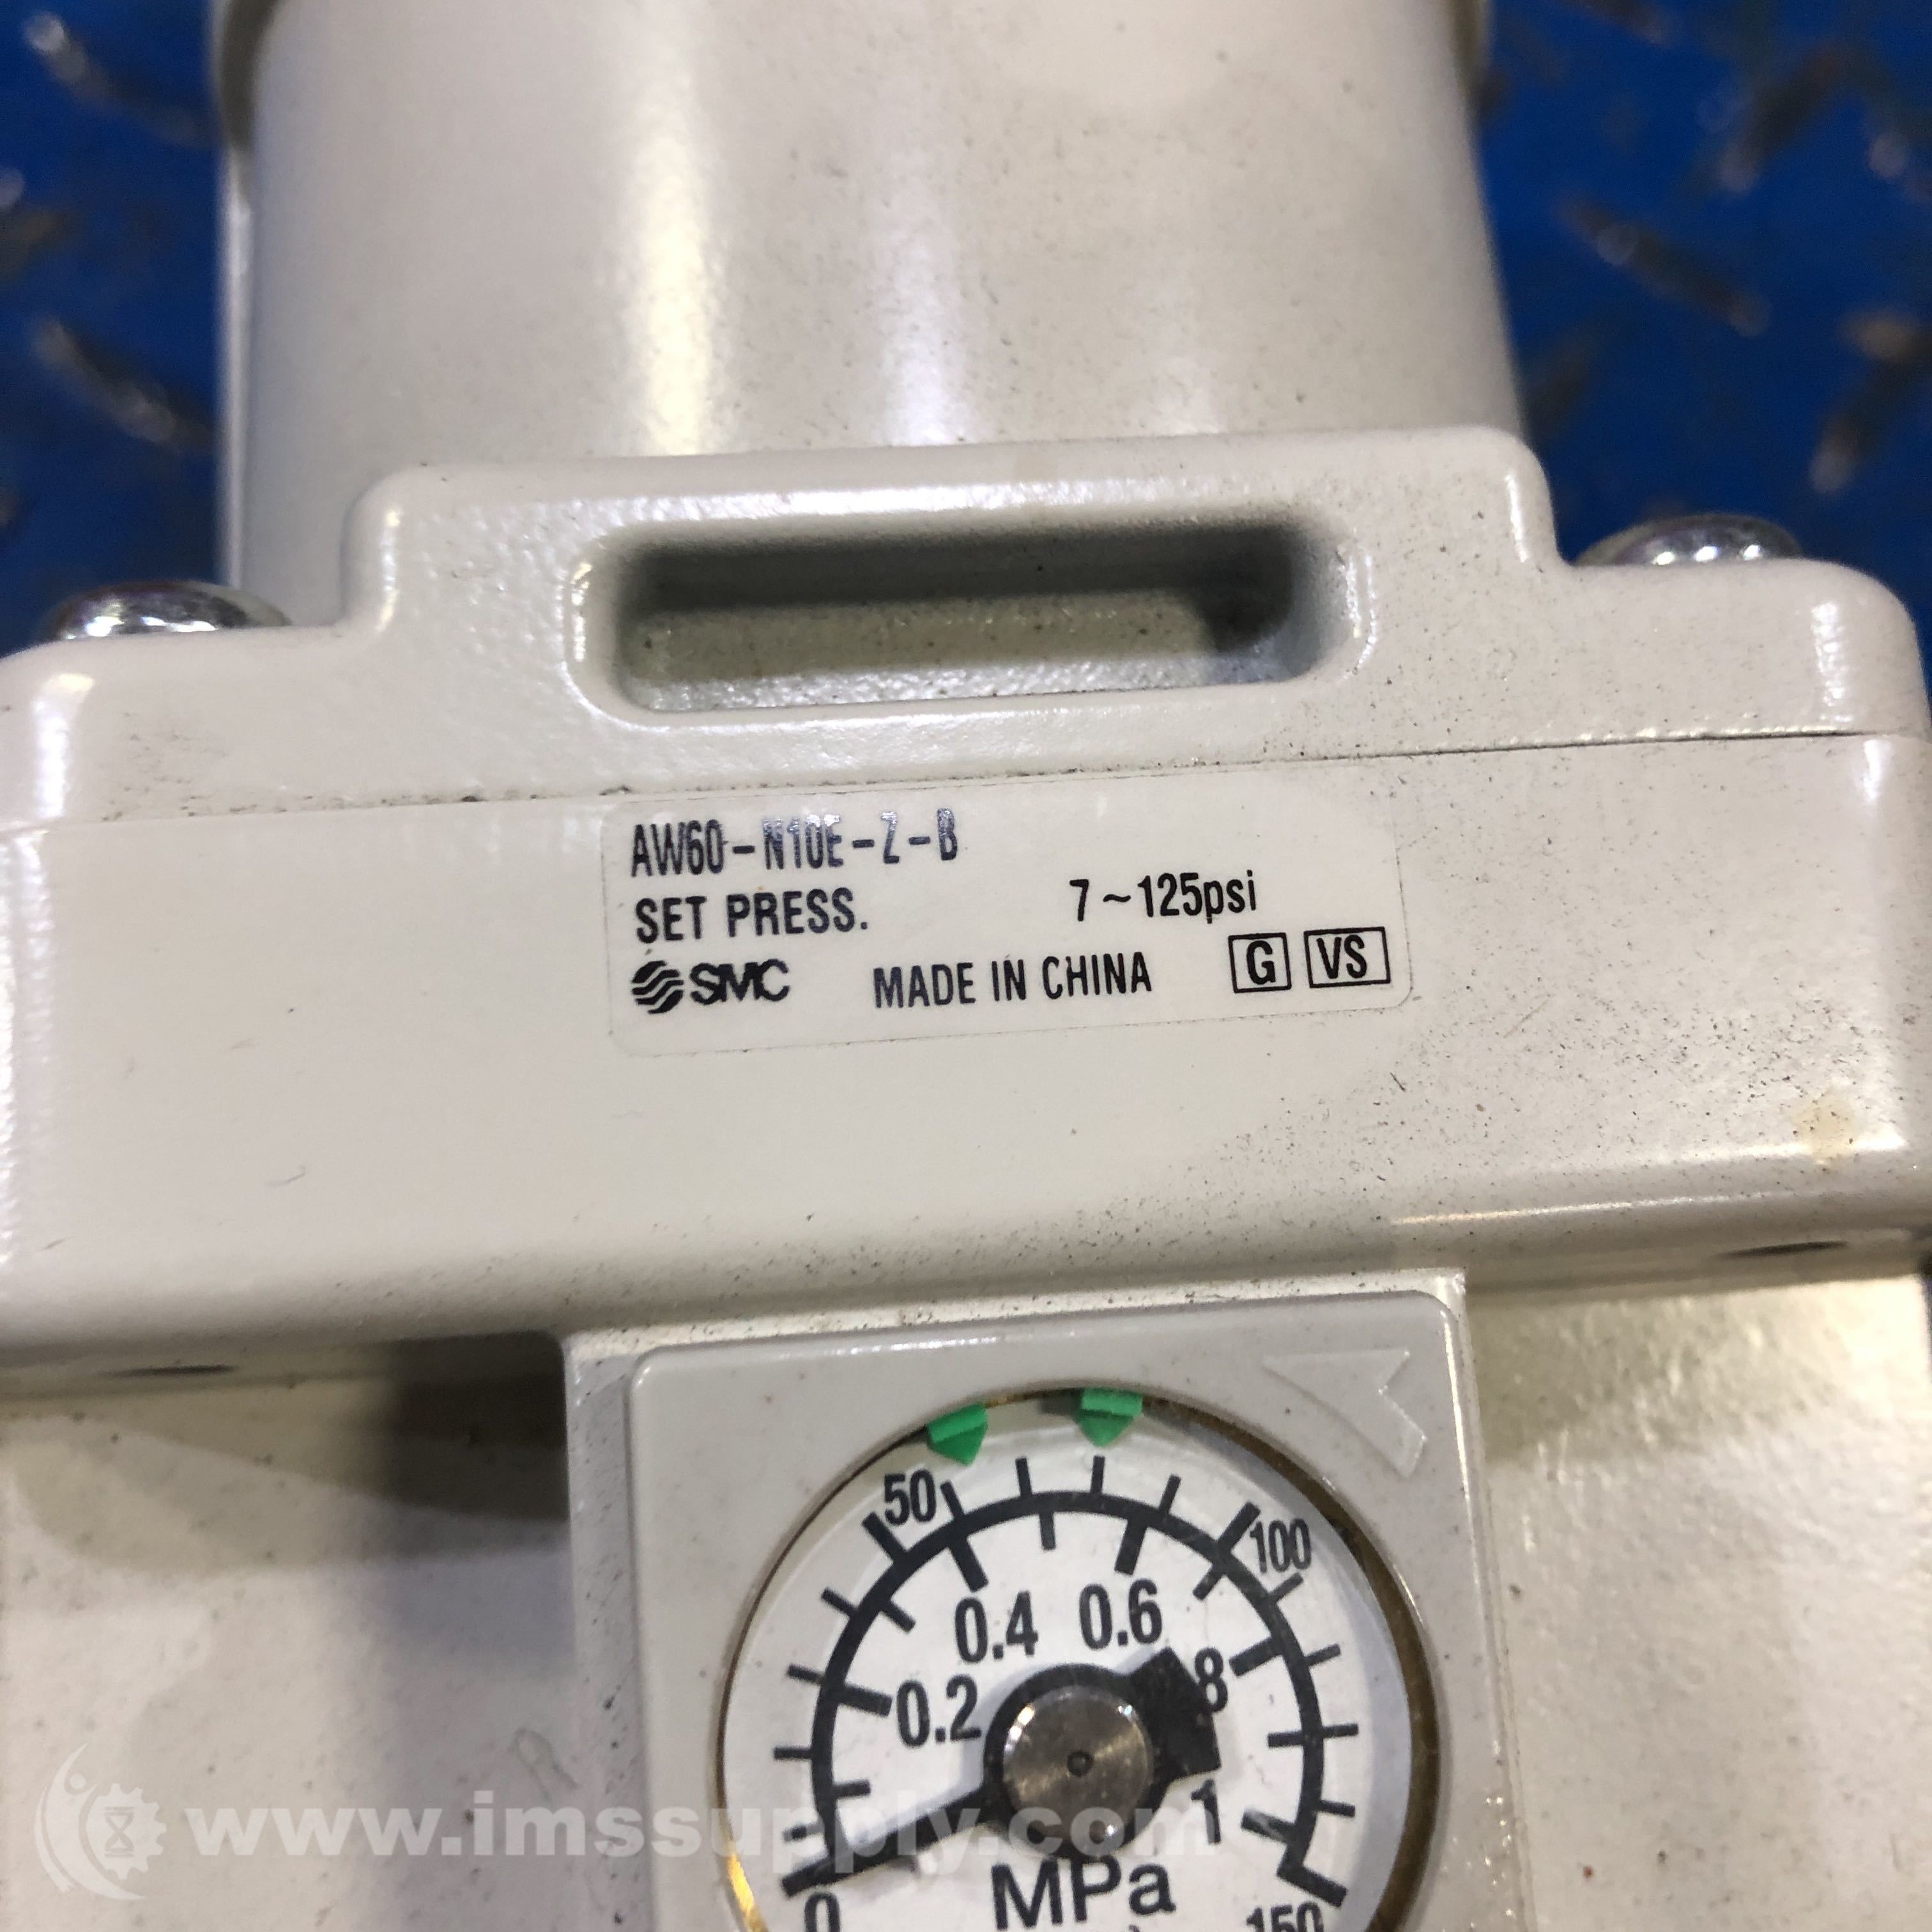 AW60-N10E-Z-B
SET PRESS. 7~125psi
SMC MADE IN CHINA G VS
50 100
0.4 0.6
0.2 8
1
www.imssupply.com
MPa
0 150